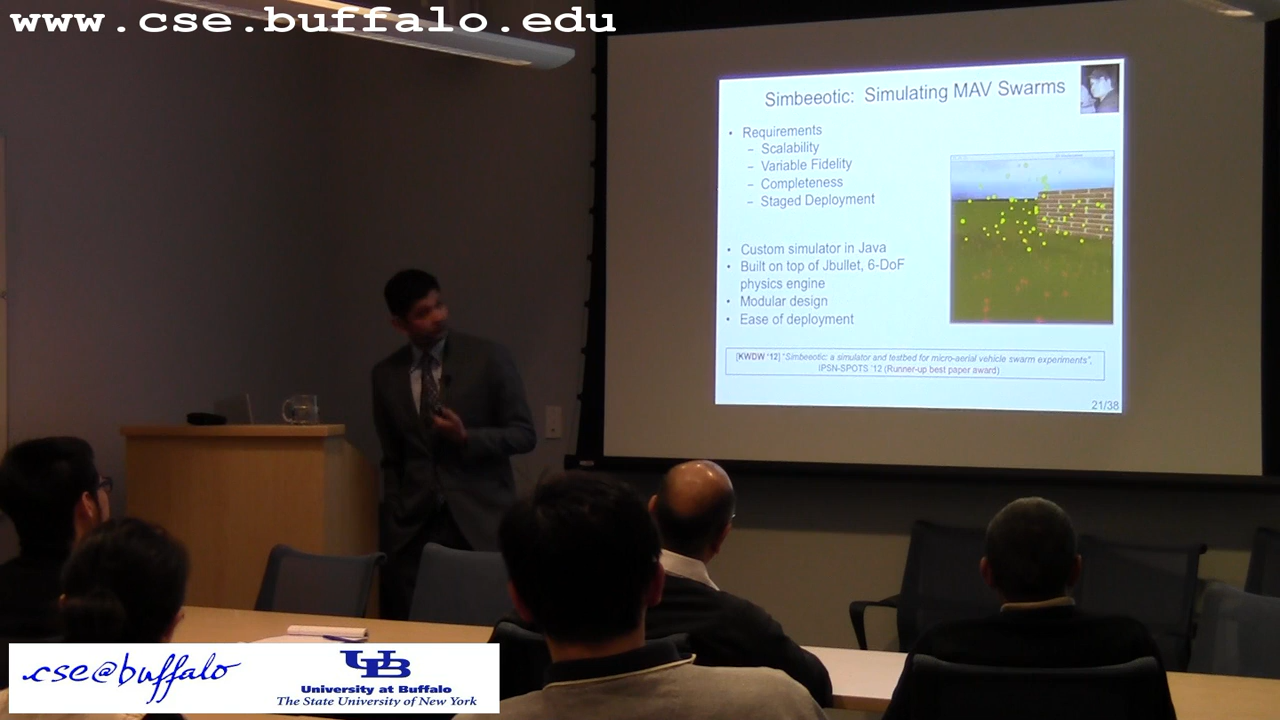 www.cse.buffalo.edu
Simbeeotic: Simulating MAV Swarms
• Requirements
– Scalability
– Variable Fidelity
– Completeness
– Staged Deployment
• Custom simulator in Java
• Built on top of Jbullet, 6-DoF
physics engine
• Modular design
• Ease of deployment
[KWDW '12] "Simbeeotic: a simulator and testbed for micro-aerial vehicle swarm experiments",
IPSN-SPOTS '12 (Runner-up best paper award)
21/38
cse@buffalo
UB
University at Buffalo
The State University of New York